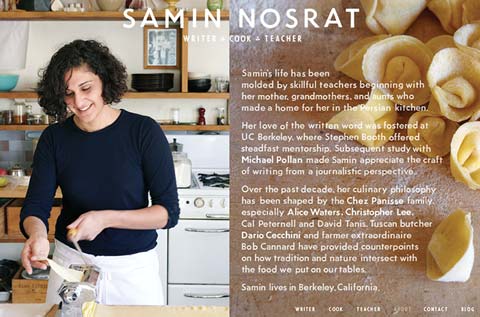 SAMIN NOSRAT
WRITER + COOK + TEACHER
Samin's life has been
molded by skillful teachers beginning with
her mother, grandmothers, and aunts who
made a home for her in the Persian kitchen.
Her love of the written word was fostered at
UC Berkeley, where Stephen Booth offered
steadfast mentorship. Subsequent study with
Michael Pollan made Samin appreciate the craft
of writing from a journalistic perspective.
Over the past decade, her culinary philosophy
has been shaped by the Chez Panisse family,
especially Alice Waters, Christopher Lee,
Cal Peternell and David Tanis. Tuscan butcher
Dario Cecchini and farmer extraordinaire
Bob Cannard have provided counterpoints
on how tradition and nature intersect with
the food we put on our tables.
Samin lives in Berkeley, California.
WRITER COOK TEACHER ABOUT CONTACT BLOG